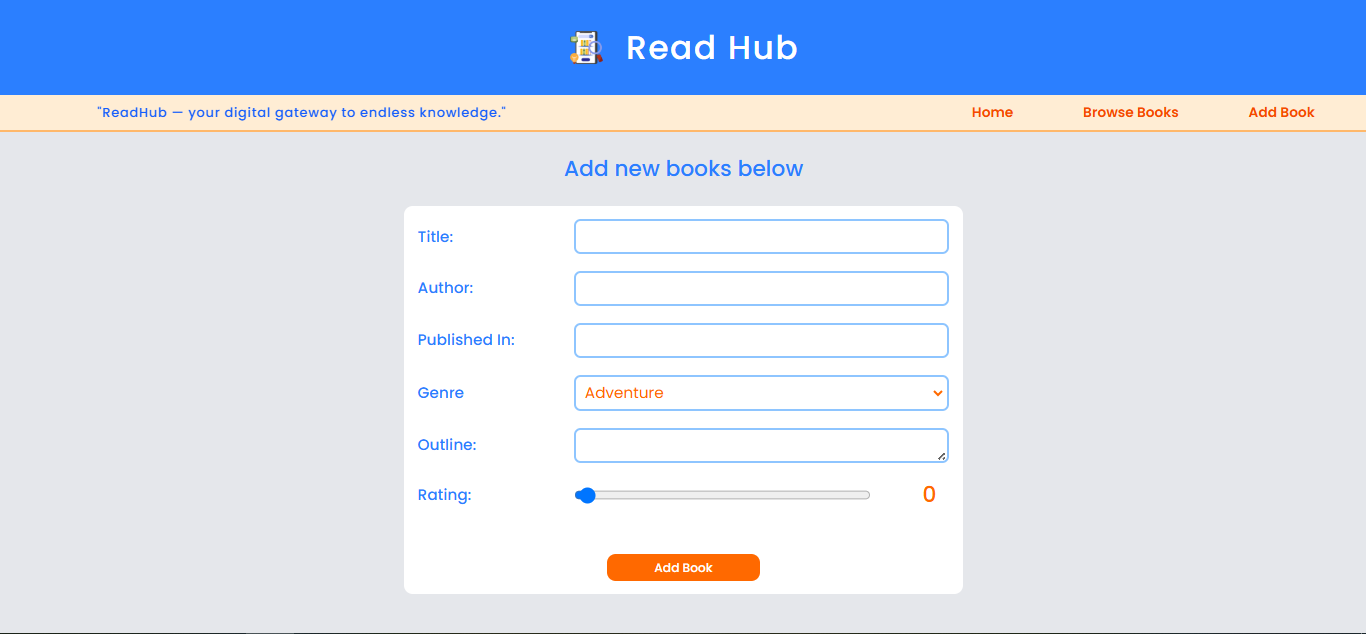 Read Hub
"ReadHub — your digital gateway to endless knowledge." Home Browse Books Add Book
Add new books below
Title:
Author:
Published In:
Genre Adventure
Outline:
Rating: 0
Add Book